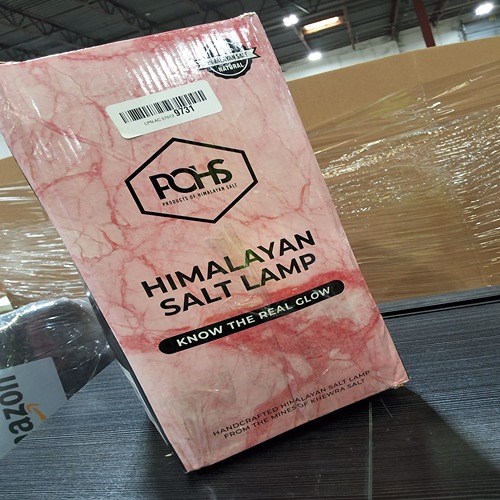 NATURAL
9731
POHS
PRODUCTS OF HIMALAYAN SALT
HIMALAYAN
SALT LAMP
KNOW THE REAL GLOW
HANDCRAFTED HIMALAYAN SALT LAMP
FROM THE MINES OF KHEWRA SALT
azon